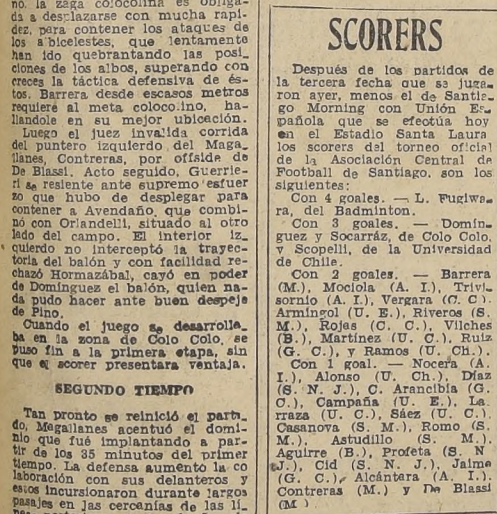 no, la zaga colocolina es obliga-
da a desplazarse con mucha rapi-
dez, para contener los ataques de
los albicelestes, que lentamente
han ido quebrantando las posi-
ciones de los albos, superando con
creces la táctica defensiva de és-
tos. Barrera desde escasos metros
requiere al meta colocolino, ha-
llándole en su mejor ubicación.
Luego el juez invalida corrida
del puntero izquierdo del Maga-
llanes, Contreras, por offside de
De Blassi. Acto seguido, Guerrie-
ri se resiente ante supremo esfuer
zo que hubo de desplegar para
contener a Avendaño, que combi-
nó con Orlandelli, situado al otro
lado del campo. El interior iz-
quierdo no interceptó la trayec-
toria del balón y con facilidad re-
chazó Hormazábal, cayó en poder
de Domínguez el balón, quien na-
da pudo hacer ante buen despeje
de Pino.
Cuando el juego se desarrolla-
ba en la zona de Colo Colo, se
puso fin a la primera etapa, sin
que el scorer presentara ventaja.
SEGUNDO TIEMPO
Tan pronto se reinició el parti-
do, Magallanes acentuó el domi-
nio que fué implantando a par-
tir de los 35 minutos del primer
tiempo. La defensa aumento la co
laboración con sus delanteros y
estos incursionaron durante largos
pasajes en las cercanías de las lí-
SCORERS
Después de los partidos de
la tercera fecha que se juga-
ron ayer, menos el de Santia-
go Morning con Unión Es-
pañola que se efectúa hoy
en el Estadio Santa Laura
los scorers del torneo oficial
de la Asociación Central de
Football de Santiago, son los
siguientes:
Con 4 goales. — L. Fugiwa-
ra, del Badminton.
Con 3 goales. — Domín-
guez y Socarráz, de Colo Colo,
y Scopelli, de la Universidad
de Chile.
Con 2 goales. — Barrera
(M.), Mociola (A. I.), Trivi-
sornio (A. I.), Vergara (C. C).
Armingol (U. E.), Riveros (S.
M.), Rojas (C. C.), Vilches
(B.), Martínez (U. C.), Ruiz
(G. C.), y Ramos (U. Ch.).
Con 1 goal. — Nocera (A.
I.), Alonso (U. Ch.), Díaz
(S. N. J.), C. Arancibia (G.
C.), Campaña (U. E.), La-
rraza (U. C.), Sáez (U. C.).
Casanova (S. M.), Romo (S.
M.), Astudillo (S. M.),
Aguirre (B.), Profeta (S. N
J.), Cid (S. N. J.), Jaime
(G. C.), Alcántara (A. I.).
Contreras (M.) y De Blassi
(M.)